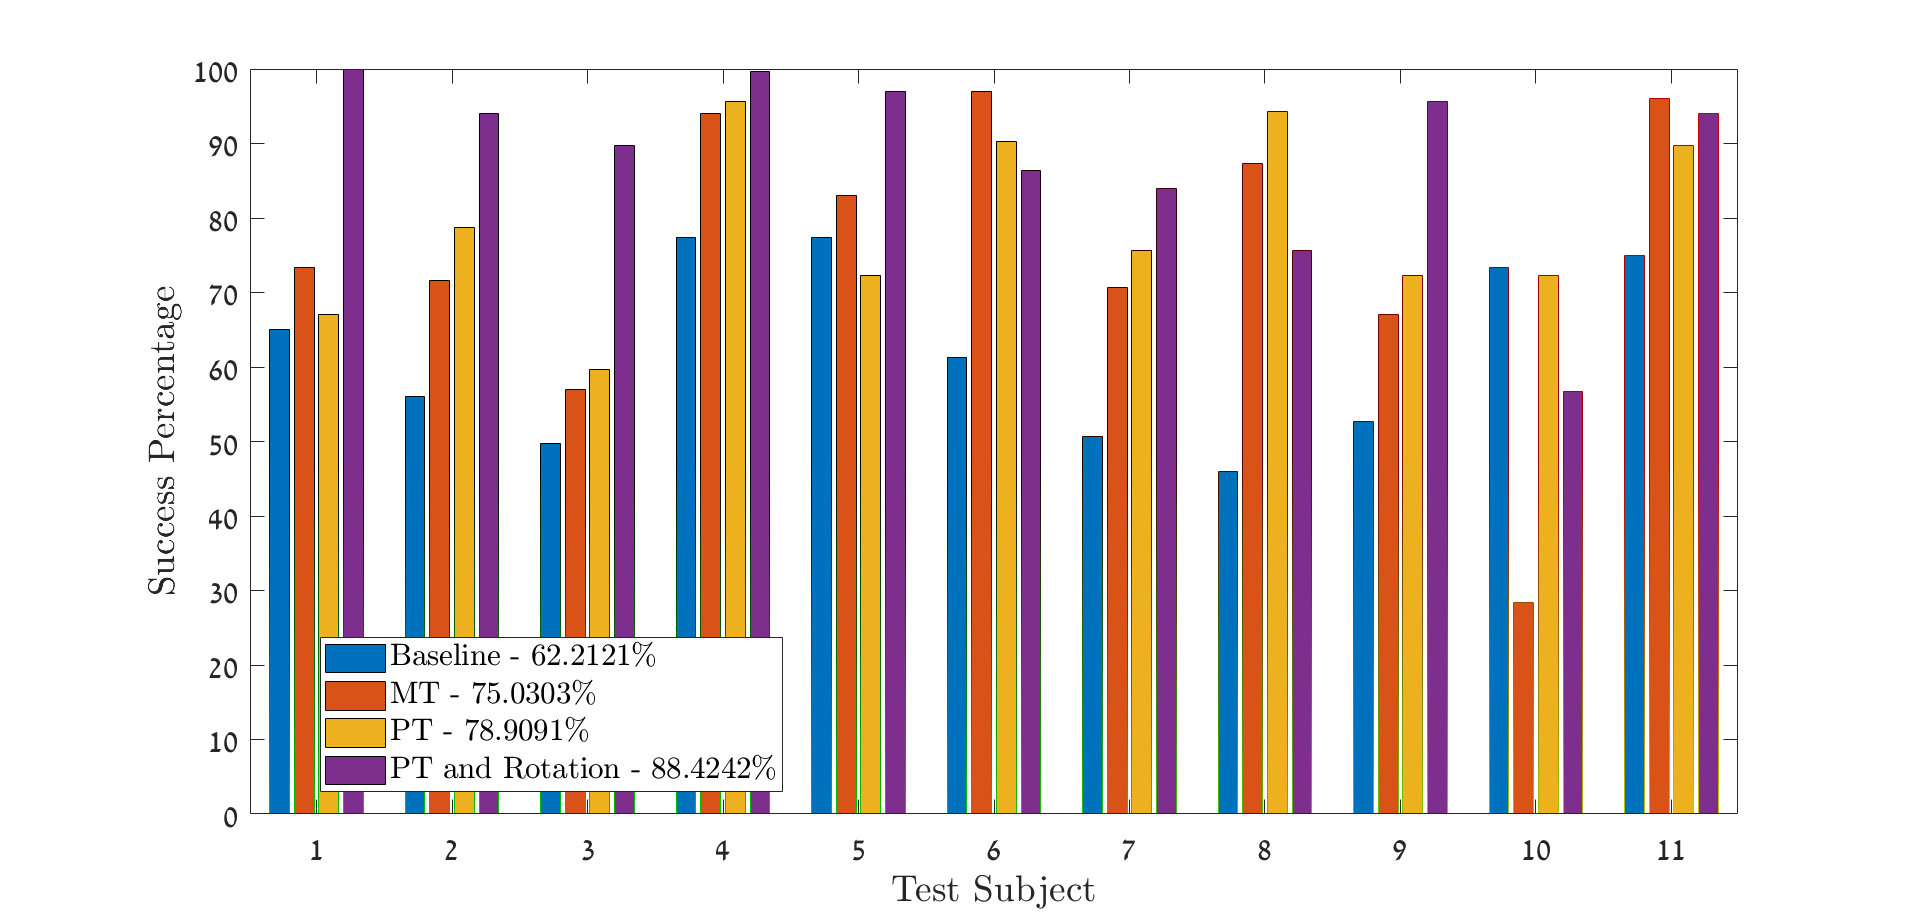 100
90
80
70
60
50
40
30
20
10
0
Success Percentage
Baseline - 62.2121%
MT - 75.0303%
PT - 78.9091%
PT and Rotation - 88.4242%
1 2 3 4 5 6 7 8 9 10 11
Test Subject